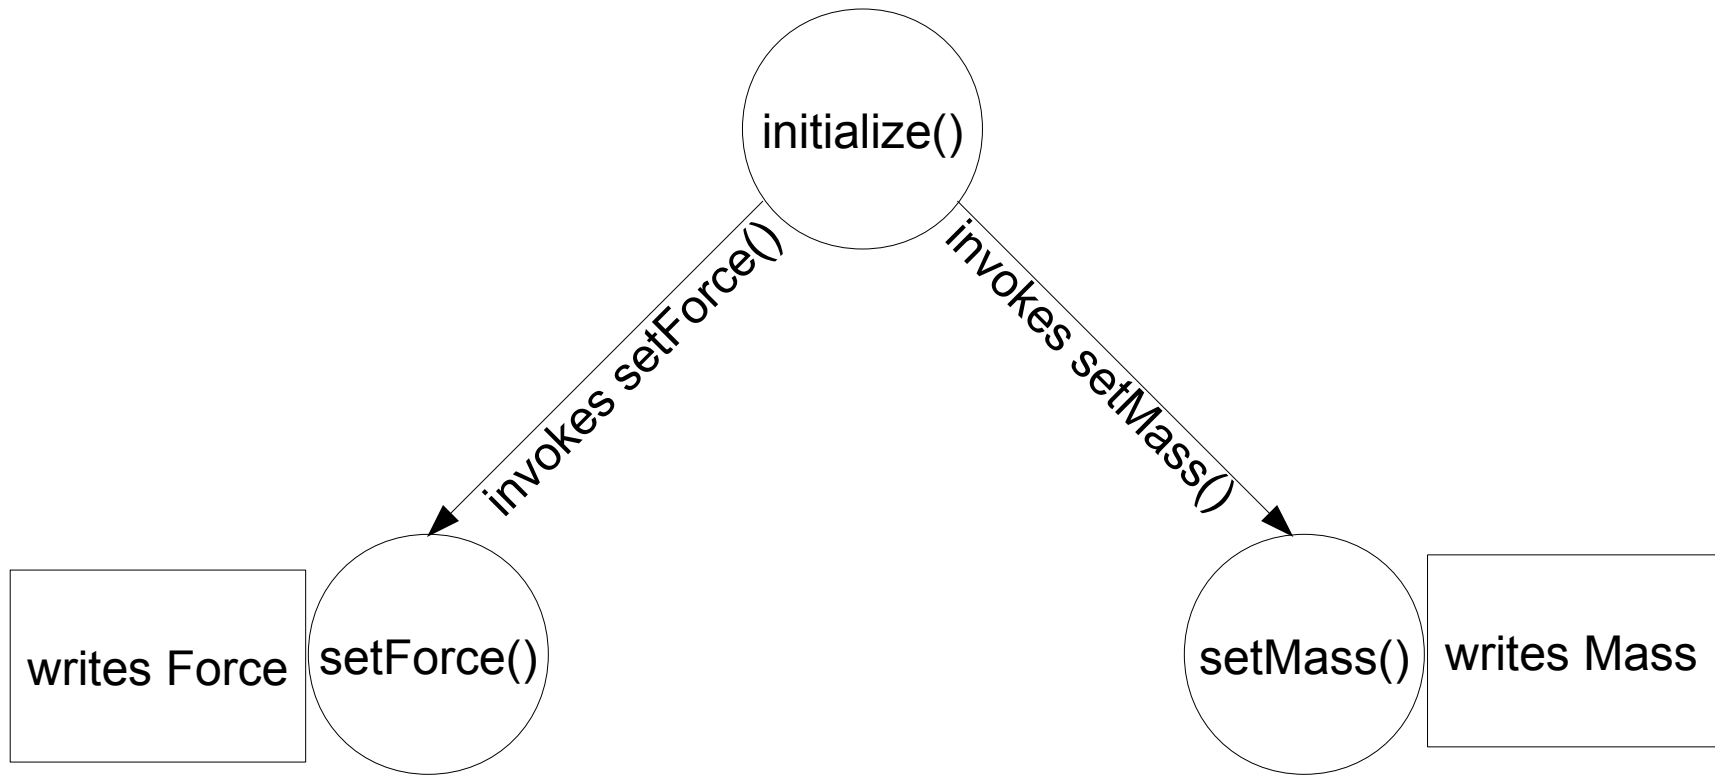 initialize()
invokes setForce()
invokes setMass()
writes Force
setForce()
setMass()
writes Mass